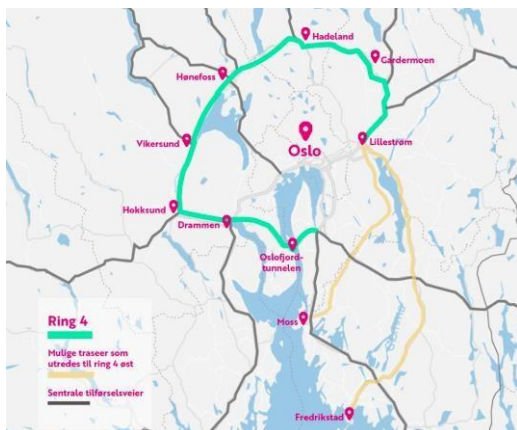 Hadeland
Gardermoen
Hønefoss
Oslo
Lillestrøm
Vikersund
Hokksund
Drammen
Oslofjord-
tunnelen
Moss
Fredrikstad
Ring 4
Mulige traseer som
utredes til ring 4 øst
Sentrale tilførselsveier